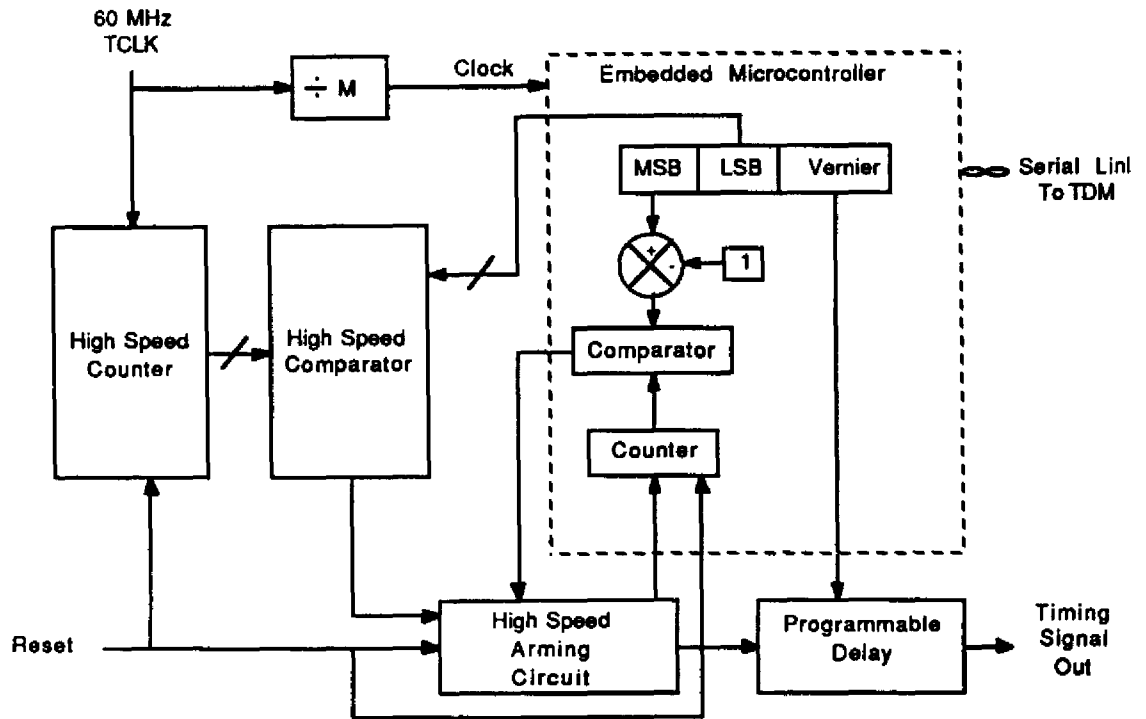 60 MHz
TCLK
÷ M
Clock
Embedded Microcontroller
MSB
LSB
Vernier
Serial Linl
To TDM
+
-
1
High Speed
Counter
High Speed
Comparator
Comparator
Counter
Reset
High Speed
Arming
Circuit
Programmable
Delay
Timing
Signal
Out